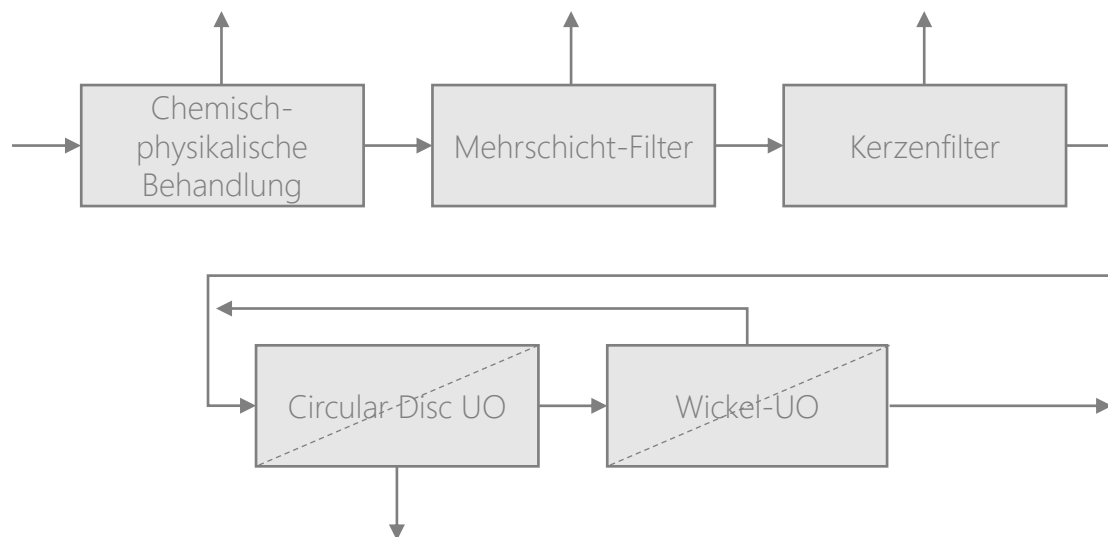 Chemisch-
physikalische
Behandlung
Mehrschicht-Filter
Kerzenfilter
Circular Disc UO
Wickel-UO